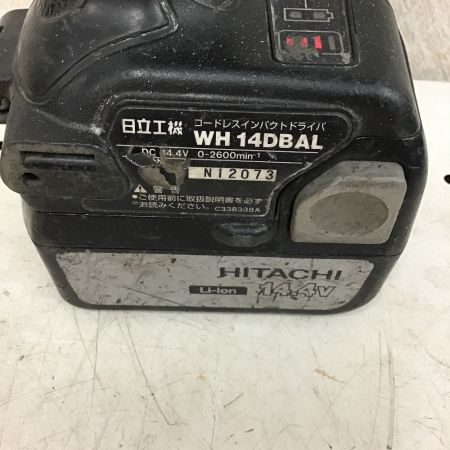 コードレスインパクトドライバ
日立工機 WH 14DBAL
DC 14.4V 0-2600min⁻¹
N12073
警告
●ご使用前に取扱説明書を必ず
お読みください。 C338338A
HITACHI
Li-ion 14.4V